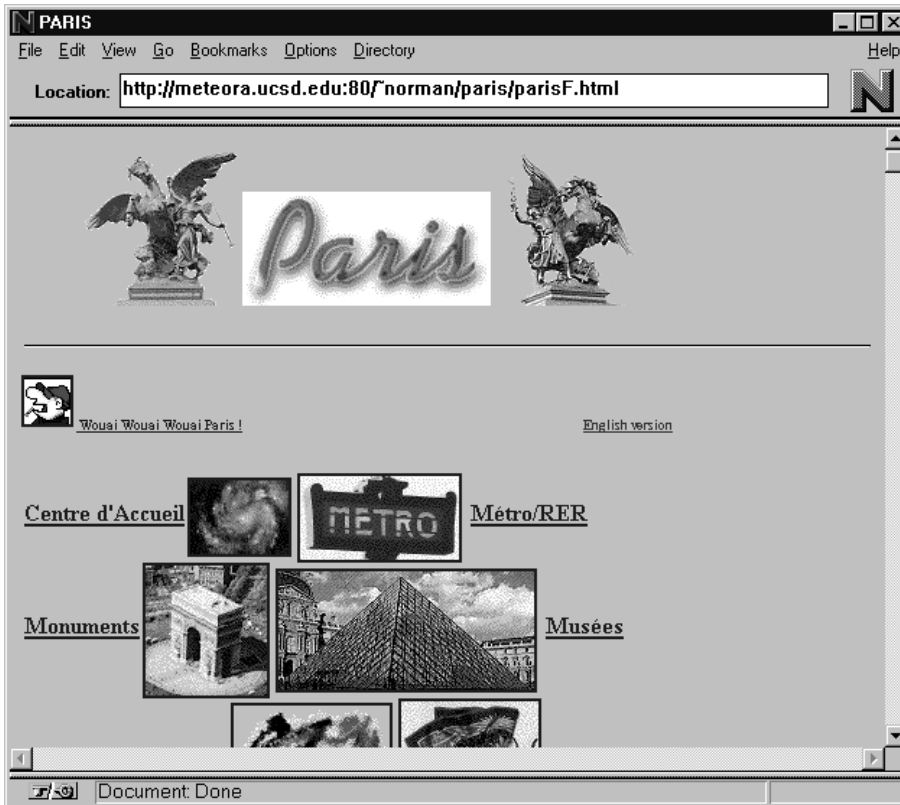 N PARIS
File Edit View Go Bookmarks Options Directory Help
Location: http://meteora.ucsd.edu:80/~norman/paris/parisF.html
N
Paris
Wouai Wouai Wouai Paris !
English version
Centre d'Accueil
METRO
Métro/RER
Monuments
Musées
Document: Done